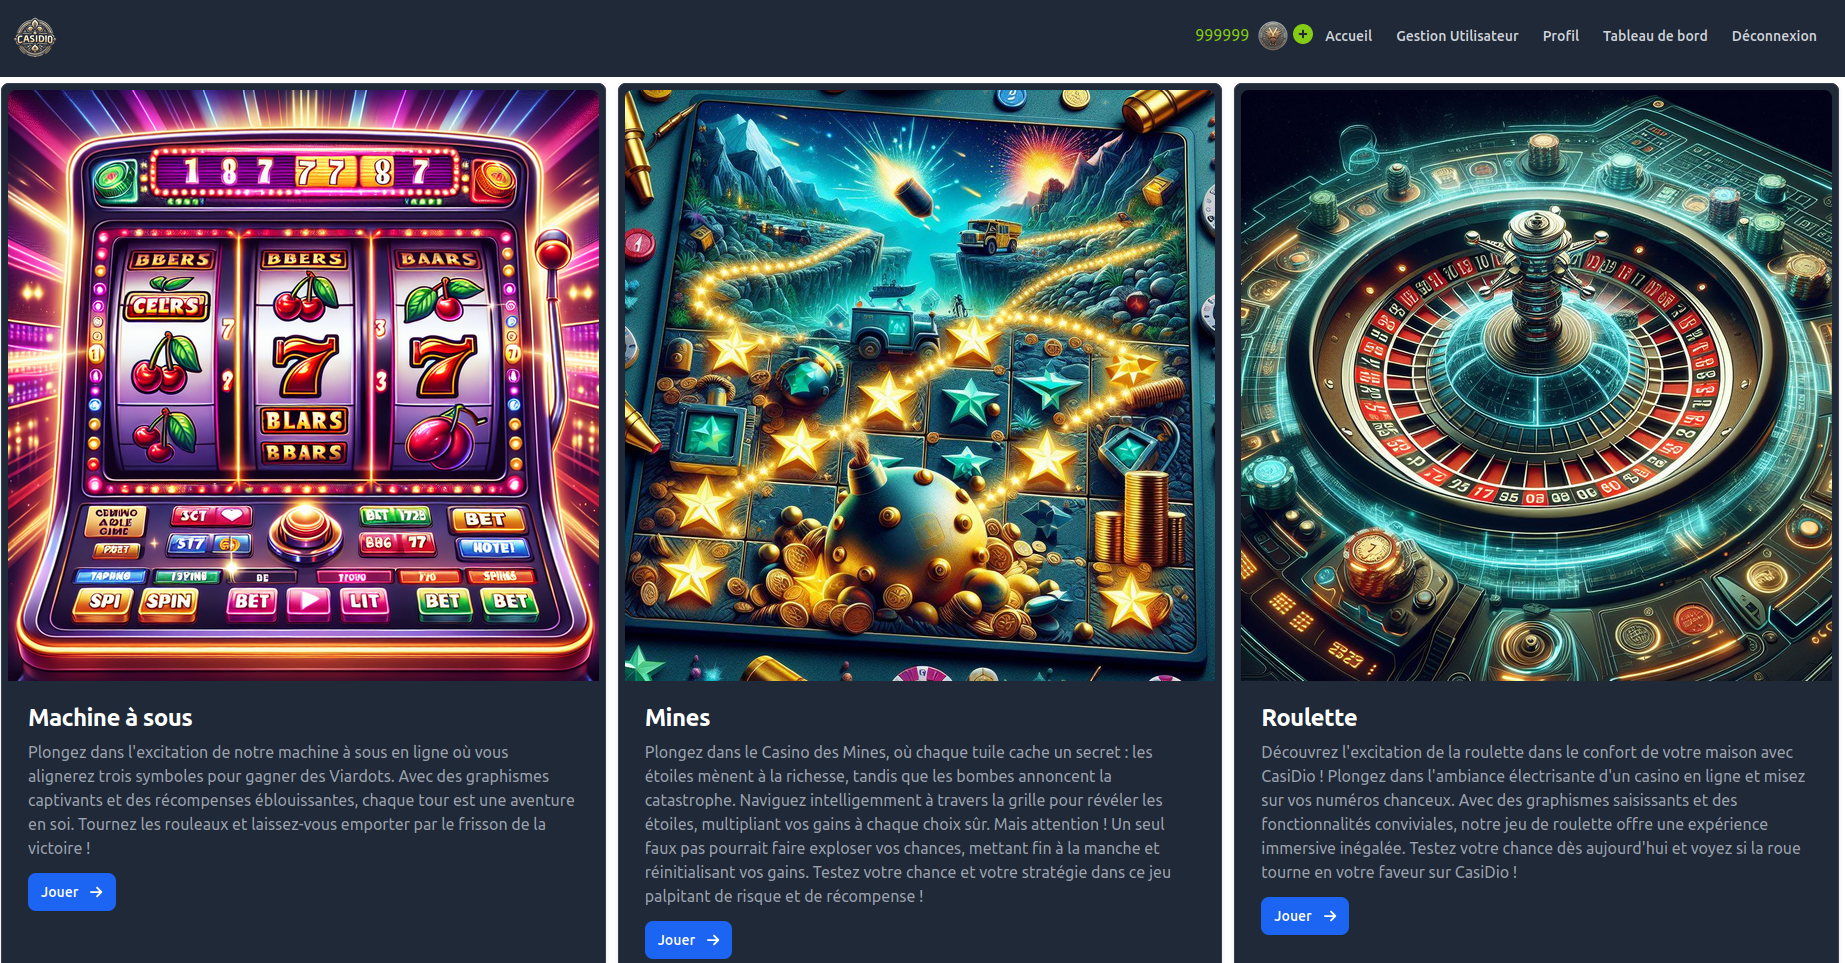 CASIDIO
999999
Accueil
Gestion Utilisateur
Profil
Tableau de bord
Déconnexion
1 8 7 7 7 8 7
BBERS BBERS BAARS
CELRS
7 3
7 7
? 3
BLARS
BBARS
BET
BET
SPI SPIN BET LIT BET BET
Machine à sous
Plongez dans l'excitation de notre machine à sous en ligne où vous
alignerez trois symboles pour gagner des Viardots. Avec des graphismes
captivants et des récompenses éblouissantes, chaque tour est une aventure
en soi. Tournez les rouleaux et laissez-vous emporter par le frisson de la
victoire !
Jouer
Mines
Plongez dans le Casino des Mines, où chaque tuile cache un secret : les
étoiles mènent à la richesse, tandis que les bombes annoncent la
catastrophe. Naviguez intelligemment à travers la grille pour révéler les
étoiles, multipliant vos gains à chaque choix sûr. Mais attention ! Un seul
faux pas pourrait faire exploser vos chances, mettant fin à la manche et
réinitialisant vos gains. Testez votre chance et votre stratégie dans ce jeu
palpitant de risque et de récompense !
Jouer
Roulette
Découvrez l'excitation de la roulette dans le confort de votre maison avec
CasiDio ! Plongez dans l'ambiance électrisante d'un casino en ligne et misez
sur vos numéros chanceux. Avec des graphismes saisissants et des
fonctionnalités conviviales, notre jeu de roulette offre une expérience
immersive inégalée. Testez votre chance dès aujourd'hui et voyez si la roue
tourne en votre faveur sur CasiDio !
Jouer